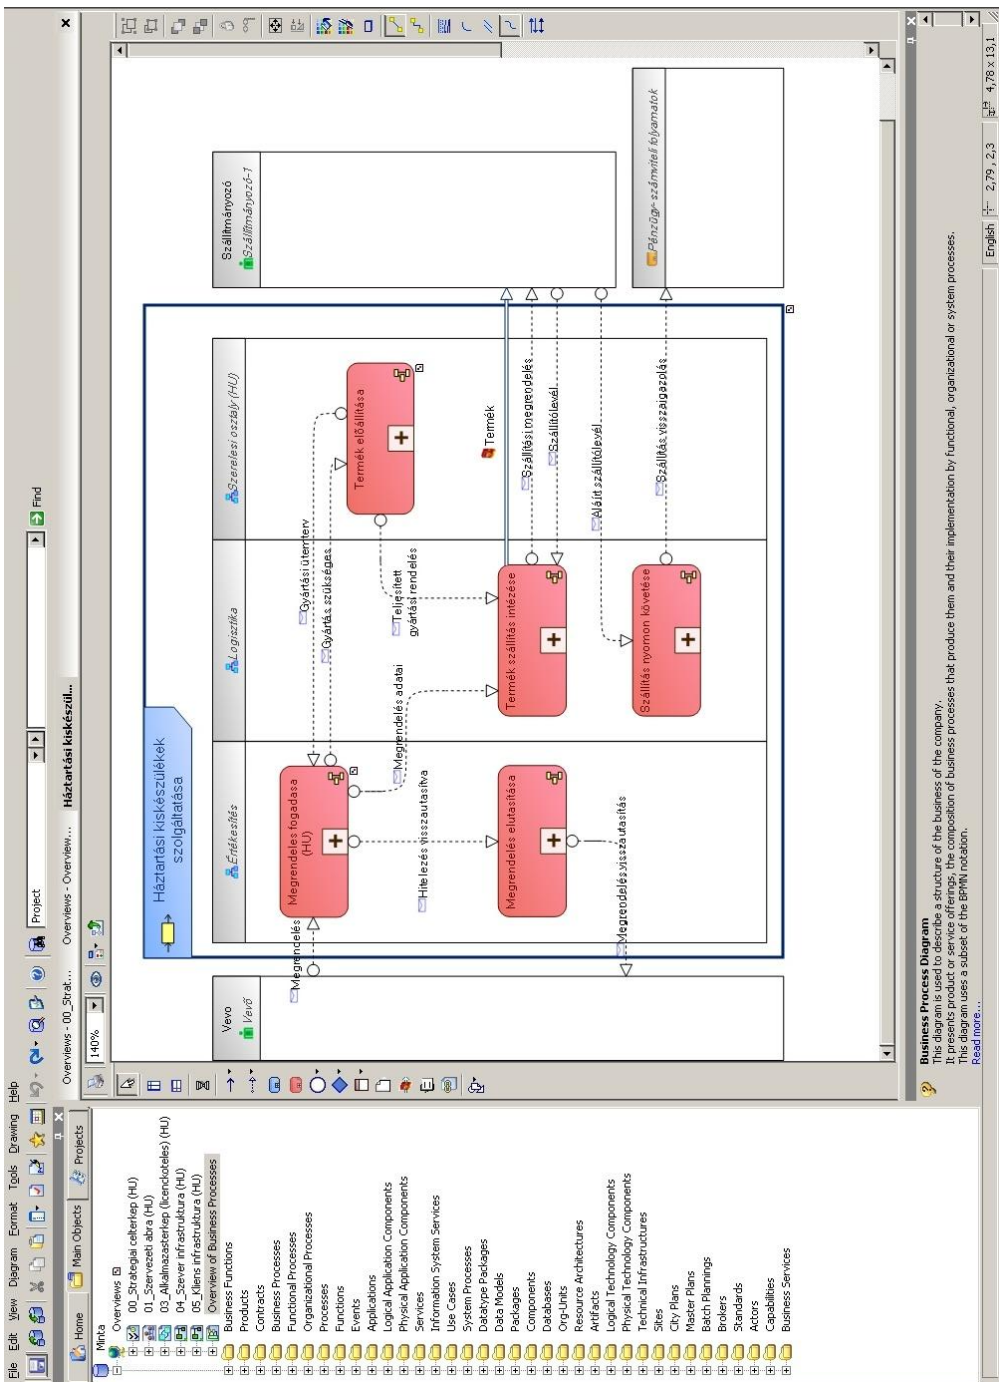 File Edit View Diagram Format Tools Drawing Help
Project
Find
Home
Main Objects
Projects
Minta
Overviews
00_Strategiai celterkep (HU)
01_Szervezeti abra (HU)
03_Alkalmazasterkep (licenckoteles) (HU)
04_Szever infrastruktura (HU)
05_Kliens infrastruktura (HU)
Overview of Business Processes
Business Functions
Products
Contracts
Business Processes
Functional Processes
Organizational Processes
Processes
Functions
Events
Applications
Logical Application Components
Physical Application Components
Services
Information System Services
Use Cases
System Processes
Datatype Packages
Data Models
Packages
Components
Databases
Org-Units
Resource Architectures
Artifacts
Logical Technology Components
Physical Technology Components
Technical Infrastructures
Sites
City Plans
Master Plans
Batch Plannings
Brokers
Standards
Actors
Capabilities
Business Services
Overviews - 00_Strat...
Overviews - Overview...
Háztartási kiskészül...
140%
Háztartási kiskészülékek
szolgáltatása
Vevo
Vevő
Értékesítés
Logisztika
Szerelesi osztaly (HU)
Szállítmányozó
Szállítmányozó-1
Megrendelés
Megrendeles fogadasa
(HU)
Gyártási ütemterv
Gyártás szükséges
Termék előállítása
Megrendelés adatai
Teljesített
gyártási rendelés
Hitelezés visszautasítva
Termék
Megrendelés elutasítása
Termék szállítás intézése
Szállítási megrendelés
Szállítólevél
Aláírt szállítólevél
Megrendelés visszautasítás
Szállítás nyomon követése
Szállítás visszaigazolás
Pénzügy-számviteli folyamatok
Business Process Diagram
This diagram is used to describe a structure of the business of the company.
It presents product or service offerings, the composition of business processes that produce them and their implementation by functional, organizational or system processes.
This diagram uses a subset of the BPMN notation.
Read more...
English
2,79 , 2,3
4,78 x 13,1